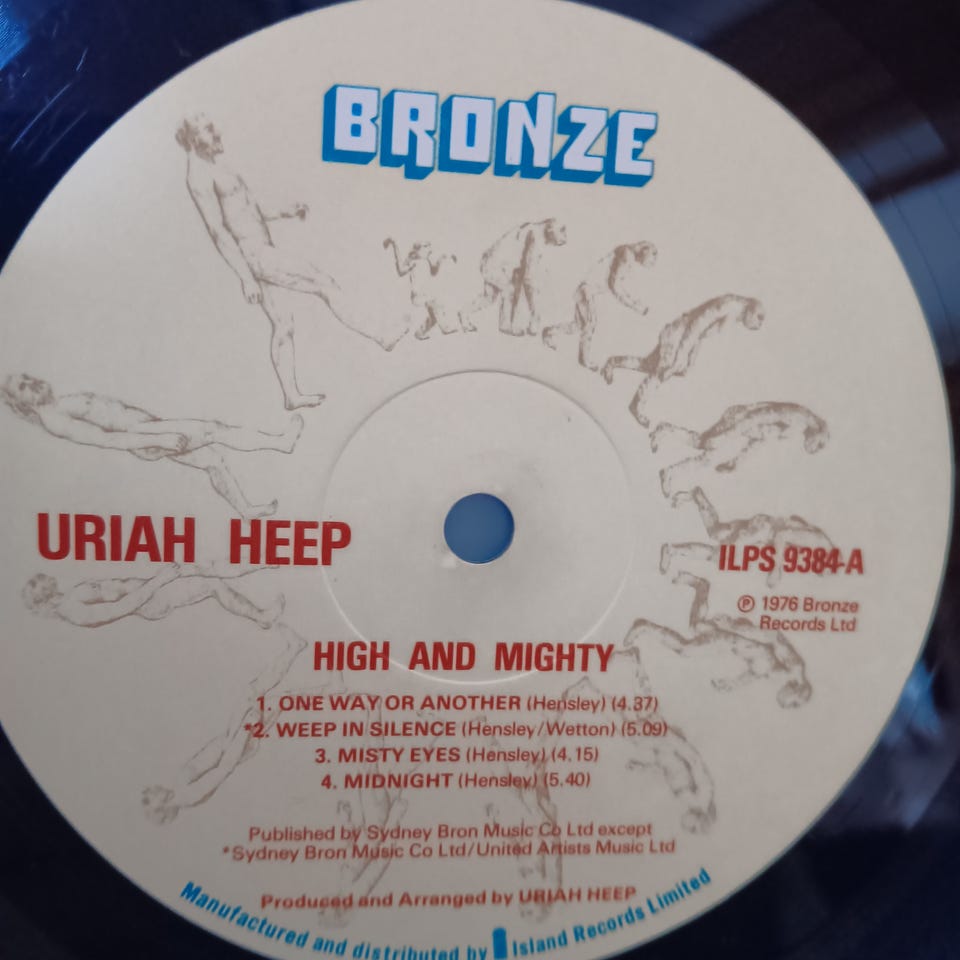 BRONZE
URIAH HEEP
ILPS 9384-A
℗ 1976 Bronze
Records Ltd
HIGH AND MIGHTY
1. ONE WAY OR ANOTHER (Hensley) (4.37)
*2. WEEP IN SILENCE (Hensley/Wetton) (5.09)
3. MISTY EYES (Hensley) (4.15)
4. MIDNIGHT (Hensley) (5.40)
Published by Sydney Bron Music Co Ltd except
*Sydney Bron Music Co Ltd/United Artists Music Ltd
Produced and Arranged by URIAH HEEP
Manufactured and distributed by Island Records Limited